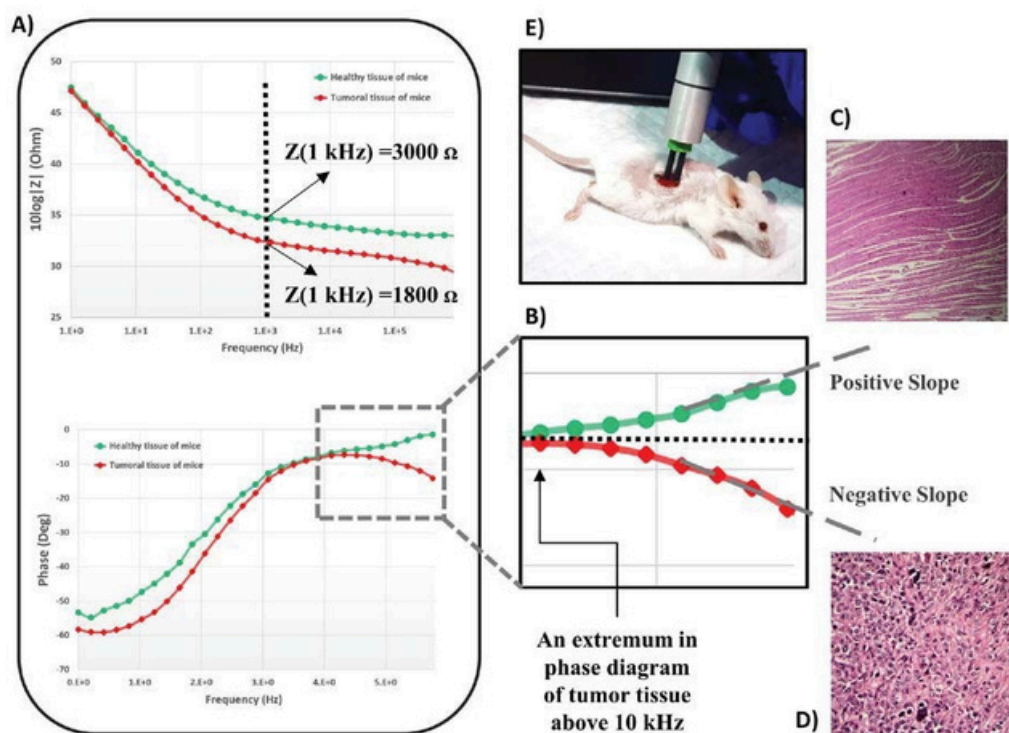 A)
50
45
40
35
30
25
10log|Z| (Ohm)
Healthy tissue of mice
Tumoral tissue of mice
Z(1 kHz) =3000 Ω
Z(1 kHz) =1800 Ω
1.E+0 1.E+1 1.E+2 1.E+3 1.E+4 1.E+5
Frequency (Hz)
0
-10
-20
-30
-40
-50
-60
-70
Phase (Deg)
Healthy tissue of mice
Tumoral tissue of mice
0.E+0 1.E+0 2.E+0 3.E+0 4.E+0 5.E+0
Frequency (Hz)
E)
C)
B)
Positive Slope
Negative Slope
An extremum in
phase diagram
of tumor tissue
above 10 kHz
D)